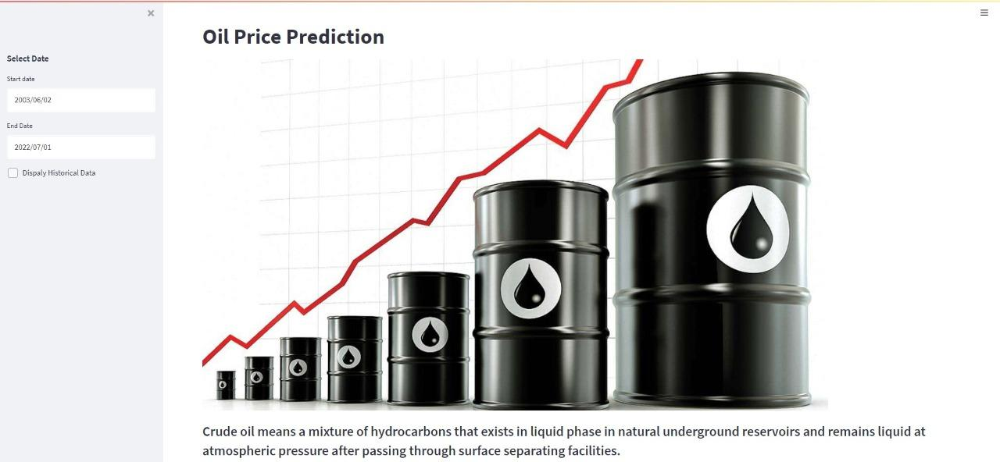 Oil Price Prediction
Select Date
Start date
2003/06/02
End Date
2022/07/01
Dispaly Historical Data
Crude oil means a mixture of hydrocarbons that exists in liquid phase in natural underground reservoirs and remains liquid at
atmospheric pressure after passing through surface separating facilities.